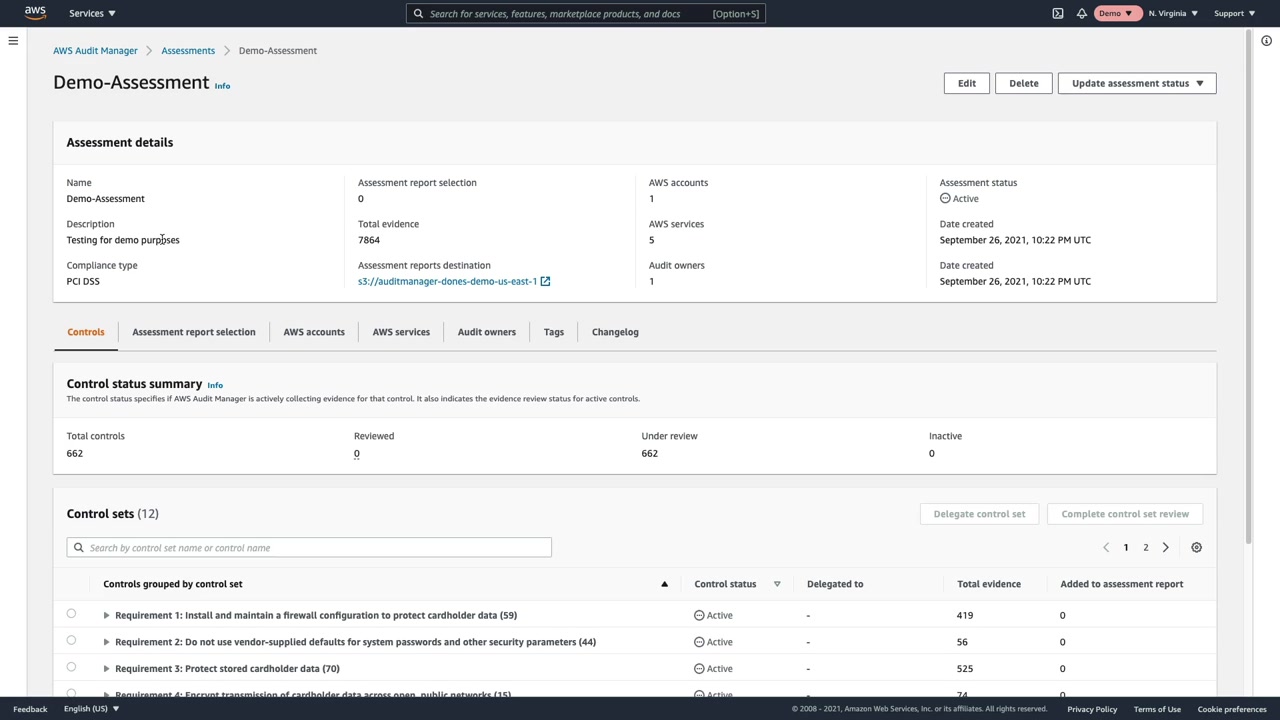 aws Services Search for services, features, marketplace products, and docs [Option+S] Demo N. Virginia Support
AWS Audit Manager Assessments Demo-Assessment
Demo-Assessment Info Edit Delete Update assessment status
Assessment details
Name Assessment report selection AWS accounts Assessment status
Demo-Assessment 0 1 Active
Description Total evidence AWS services Date created
Testing for demo purposes 7864 5 September 26, 2021, 10:22 PM UTC
Compliance type Assessment reports destination Audit owners Date created
PCI DSS s3://auditmanager-dones-demo-us-east-1 1 September 26, 2021, 10:22 PM UTC
Controls Assessment report selection AWS accounts AWS services Audit owners Tags Changelog
Control status summary Info
The control status specifies if AWS Audit Manager is actively collecting evidence for that control. It also indicates the evidence review status for active controls.
Total controls Reviewed Under review Inactive
662 0 662 0
Control sets (12) Delegate control set Complete control set review
Search by control set name or control name 1 2
Controls grouped by control set Control status Delegated to Total evidence Added to assessment report
Requirement 1: Install and maintain a firewall configuration to protect cardholder data (59) Active - 419 0
Requirement 2: Do not use vendor-supplied defaults for system passwords and other security parameters (44) Active - 56 0
Requirement 3: Protect stored cardholder data (70) Active - 525 0
Requirement 4: Encrypt transmission of cardholder data across open, public networks (15) Active - 74 0
Feedback English (US) © 2008 - 2021, Amazon Web Services, Inc. or its affiliates. All rights reserved. Privacy Policy Terms of Use Cookie preferences